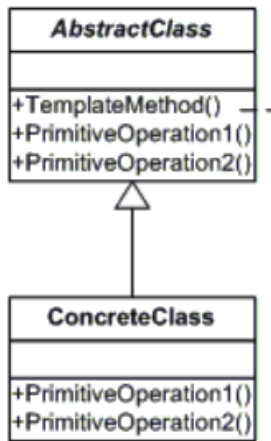 AbstractClass
+TemplateMethod()
+PrimitiveOperation1()
+PrimitiveOperation2()
ConcreteClass
+PrimitiveOperation1()
+PrimitiveOperation2()